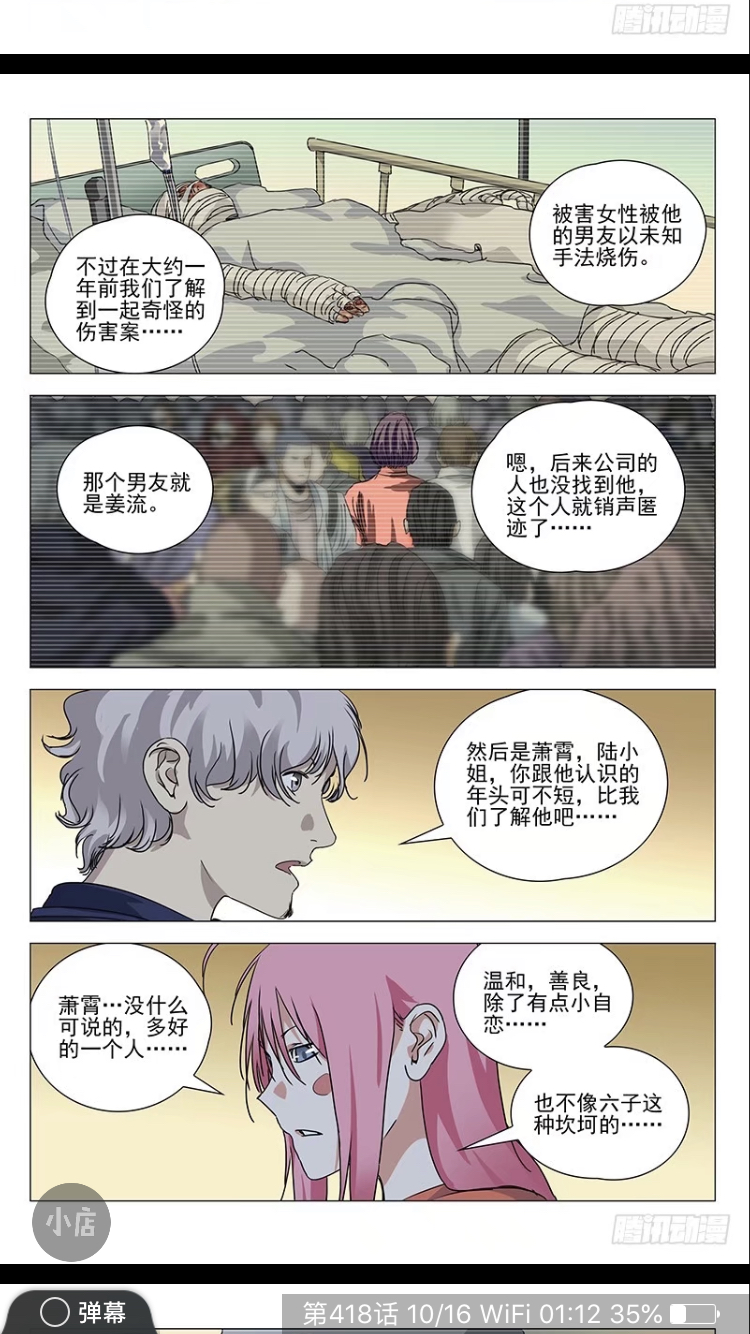 腾讯动漫
被害女性被他
的男友以未知
手法烧伤。
不过在大约一
年前我们了解
到一起奇怪的
伤害案……
那个男友就
是姜流。
嗯，后来公司的
人也没找到他，
这个人就销声匿
迹了……
然后是萧霄，陆小
姐，你跟他认识的
年头可不短，比我
们了解他吧……
萧霄…没什么
可说的，多好
的一个人……
温和，善良，
除了有点小自
恋……
也不像六子这
种坎坷的……
小店
腾讯动漫
弹幕
第418话 10/16 WiFi 01:12 35%